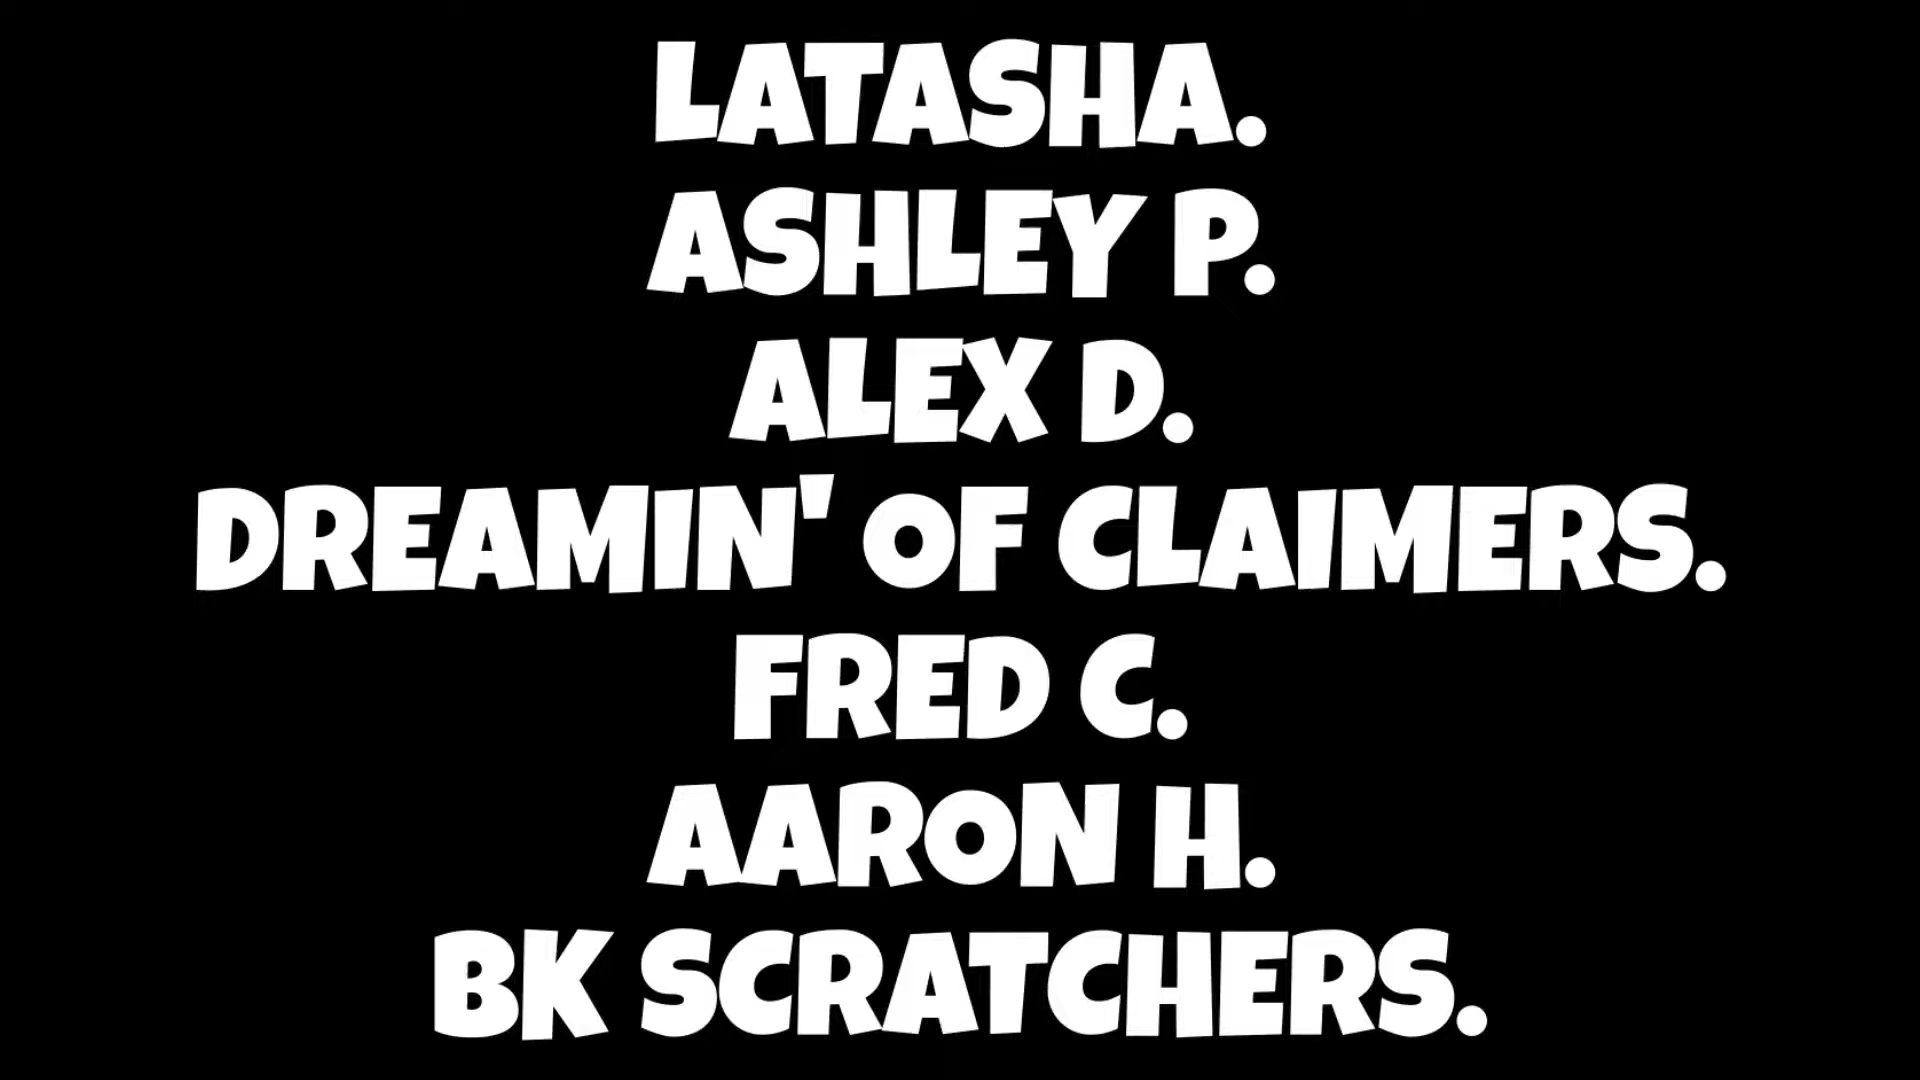 LATASHA.
ASHLEY P.
ALEX D.
DREAMIN' OF CLAIMERS.
FRED C.
AARON H.
BK SCRATCHERS.